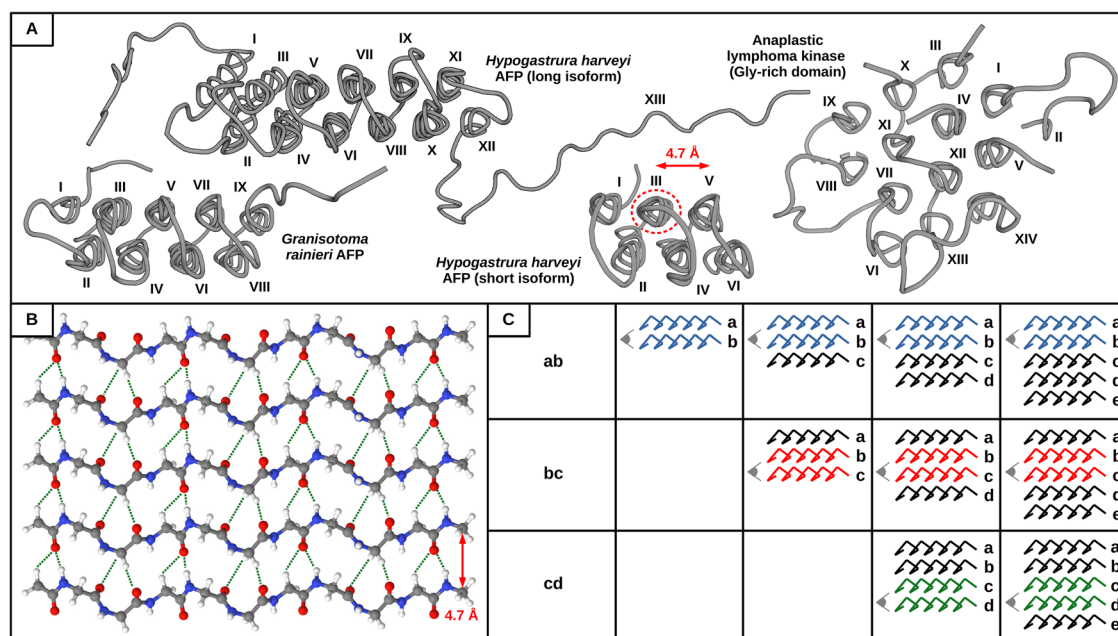 A
I
III
V
VII
IX
XI
II
IV
VI
VIII
X
XII
Hypogastrura harveyi
AFP (long isoform)
XIII
Anaplastic
lymphoma kinase
(Gly-rich domain)
III
X
I
IX
IV
II
XI
XII
V
VIII
VII
XIV
VI
XIII
I
III
V
VII
IX
II
IV
VI
VIII
Granisotoma
rainieri AFP
4.7 Å
I
III
V
II
IV
VI
Hypogastrura harveyi
AFP (short isoform)
B
4.7 Å
C
ab
a
b
a
b
c
a
b
c
d
a
b
c
d
e
bc
a
b
c
a
b
c
d
a
b
c
d
e
cd
a
b
c
d
a
b
c
d
e